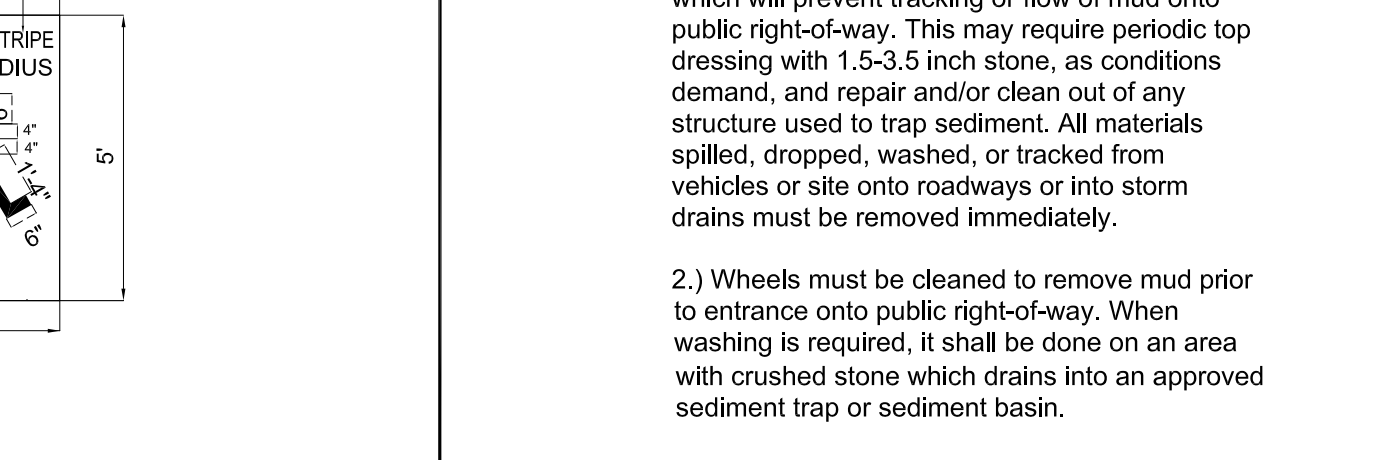 TRIPE
DIUS
4"
4"
1'-4"
6"
5'
which will prevent tracking or flow of mud onto
public right-of-way. This may require periodic top
dressing with 1.5-3.5 inch stone, as conditions
demand, and repair and/or clean out of any
structure used to trap sediment. All materials
spilled, dropped, washed, or tracked from
vehicles or site onto roadways or into storm
drains must be removed immediately.
2.) Wheels must be cleaned to remove mud prior
to entrance onto public right-of-way. When
washing is required, it shall be done on an area
with crushed stone which drains into an approved
sediment trap or sediment basin.